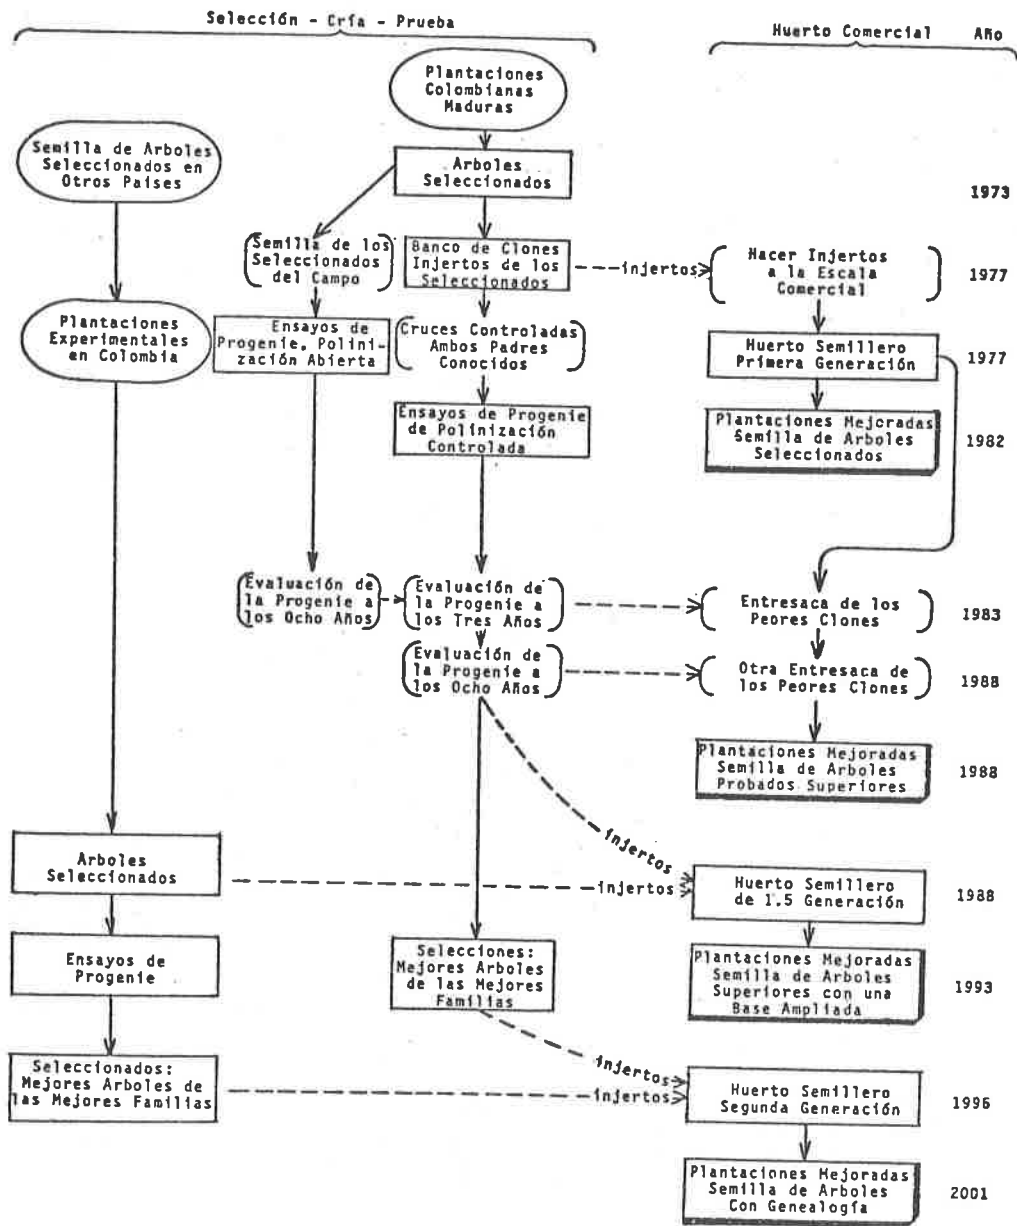 Selección - Cría - Prueba
Huerto Comercial
Año
Plantaciones
Colombianas
Maduras
Semilla de Arboles
Seleccionados en
Otros Países
Arboles
Seleccionados
1973
Semilla de los
Seleccionados
del Campo
Banco de Clones
Injertos de los
Seleccionados
injertos
Hacer Injertos
a la Escala
Comercial
1977
Plantaciones
Experimentales
en Colombia
Ensayos de
Progenie, Polini-
zación Abierta
Cruces Controladas
Ambos Padres
Conocidos
Huerto Semillero
Primera Generación
1977
Ensayos de Progenie
de Polinización
Controlada
Plantaciones Mejoradas
Semilla de Arboles
Seleccionados
1982
Evaluación de
la Progenie a
los Ocho Años
Evaluación de
la Progenie a
los Tres Años
Entresaca de los
Peores Clones
1983
Evaluación de
la Progenie a
los Ocho Años
Otra Entresaca de
los Peores Clones
1988
Plantaciones Mejoradas
Semilla de Arboles
Probados Superiores
1988
injertos
Arboles
Seleccionados
injertos
Huerto Semillero
de 1.5 Generación
1988
Ensayos de
Progenie
Selecciones:
Mejores Arboles
de las Mejores
Familias
Plantaciones Mejoradas
Semilla de Arboles
Superiores con una
Base Ampliada
1993
injertos
Seleccionados:
Mejores Arboles de
las Mejores Familias
injertos
Huerto Semillero
Segunda Generación
1996
Plantaciones Mejoradas
Semilla de Arboles
Con Genealogía
2001